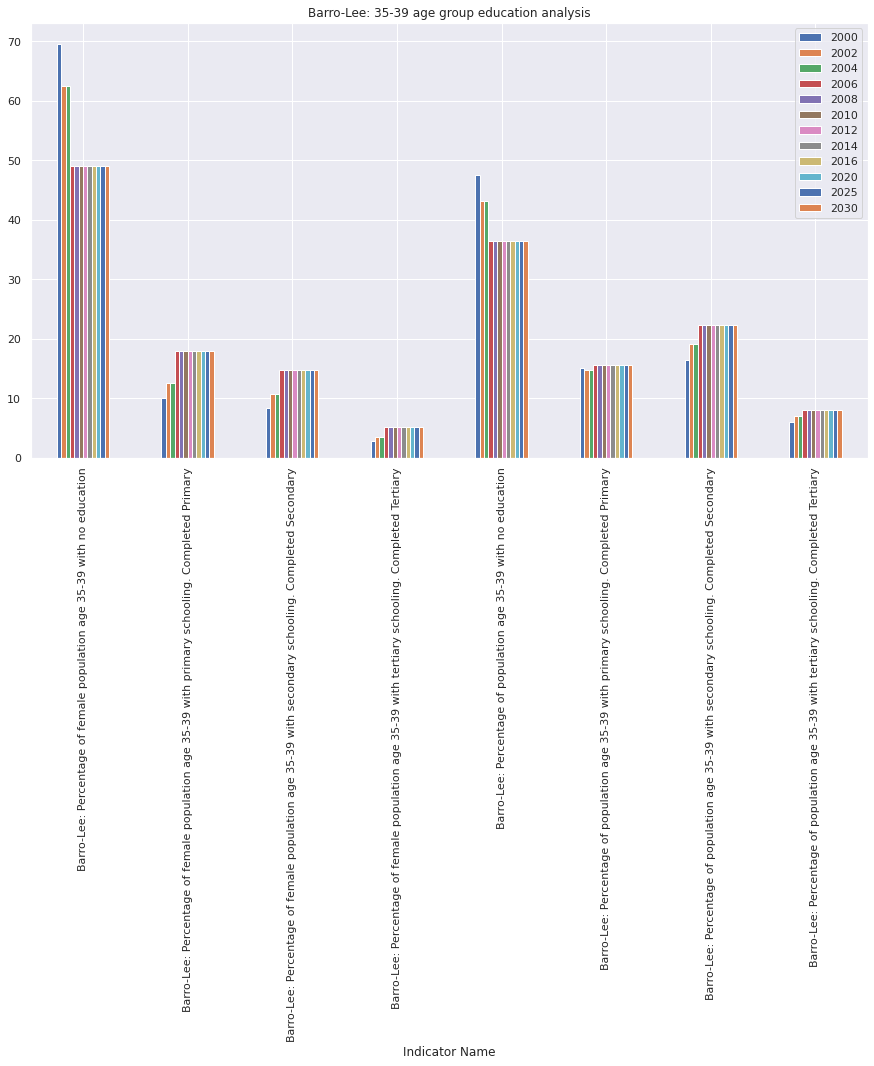 Barro-Lee: 35-39 age group education analysis
70
60
50
40
30
20
10
0
2000
2002
2004
2006
2008
2010
2012
2014
2016
2020
2025
2030
Barro-Lee: Percentage of female population age 35-39 with no education
Barro-Lee: Percentage of female population age 35-39 with primary schooling. Completed Primary
Barro-Lee: Percentage of female population age 35-39 with secondary schooling. Completed Secondary
Barro-Lee: Percentage of female population age 35-39 with tertiary schooling. Completed Tertiary
Barro-Lee: Percentage of population age 35-39 with no education
Barro-Lee: Percentage of population age 35-39 with primary schooling. Completed Primary
Barro-Lee: Percentage of population age 35-39 with secondary schooling. Completed Secondary
Barro-Lee: Percentage of population age 35-39 with tertiary schooling. Completed Tertiary
Indicator Name